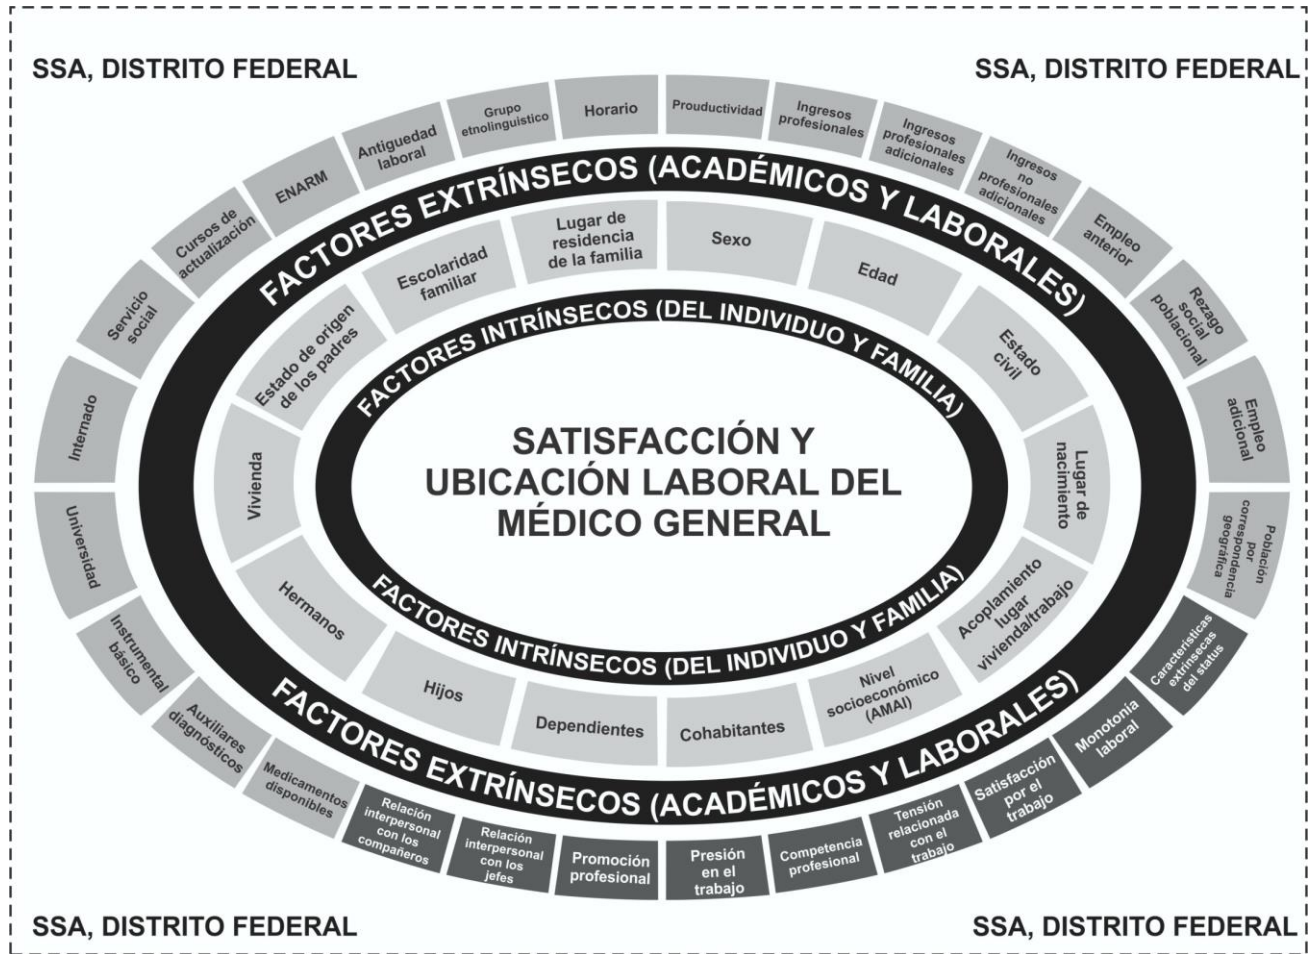 SSA, DISTRITO FEDERAL
SSA, DISTRITO FEDERAL
Horario
Prouductividad
Ingresos
profesionales
Ingresos
profesionales
adicionales
Ingresos
no
profesionales
adicionales
Empleo
anterior
Rezago
social
poblacional
Empleo
adicional
Población
por
correspondencia
geográfica
Características
extrínsecas
del status
Monotonía
laboral
Satisfacción
por el
trabajo
Tensión
relacionada
con el
trabajo
Competencia
profesional
Presión
en el
trabajo
Promoción
profesional
Relación
interpersonal
con los
jefes
Relación
interpersonal
con los
compañeros
Medicamentos
disponibles
Auxiliares
diagnósticos
Instrumental
básico
Universidad
Internado
Servicio
social
Cursos de
actualización
ENARM
Antiguedad
laboral
Grupo
etnolinguistico
FACTORES EXTRÍNSECOS (ACADÉMICOS Y LABORALES)
Lugar de
residencia
de la familia
Sexo
Edad
Estado
civil
Lugar de
nacimiento
Acoplamiento
lugar
vivienda/trabajo
Nivel
socioeconómico
(AMAI)
Cohabitantes
Dependientes
Hijos
Hermanos
Vivienda
Estado de origen
de los padres
Escolaridad
familiar
FACTORES INTRÍNSECOS (DEL INDIVIDUO Y FAMILIA)
SATISFACCIÓN Y
UBICACIÓN LABORAL DEL
MÉDICO GENERAL
FACTORES INTRÍNSECOS (DEL INDIVIDUO Y FAMILIA)
FACTORES EXTRÍNSECOS (ACADÉMICOS Y LABORALES)
SSA, DISTRITO FEDERAL
SSA, DISTRITO FEDERAL